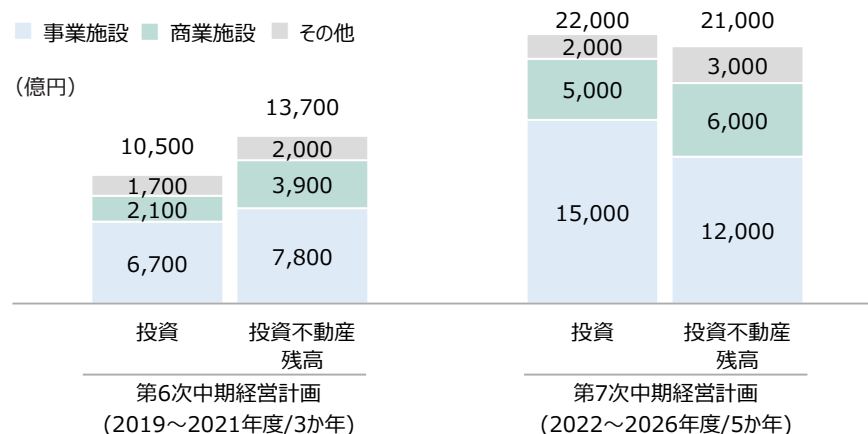 事業施設 商業施設 その他
(億円)
10,500
1,700
2,100
6,700
13,700
2,000
3,900
7,800
22,000
2,000
5,000
15,000
21,000
3,000
6,000
12,000
投資
投資不動産
残高
投資
投資不動産
残高
第6次中期経営計画
(2019～2021年度/3か年)
第7次中期経営計画
(2022～2026年度/5か年)